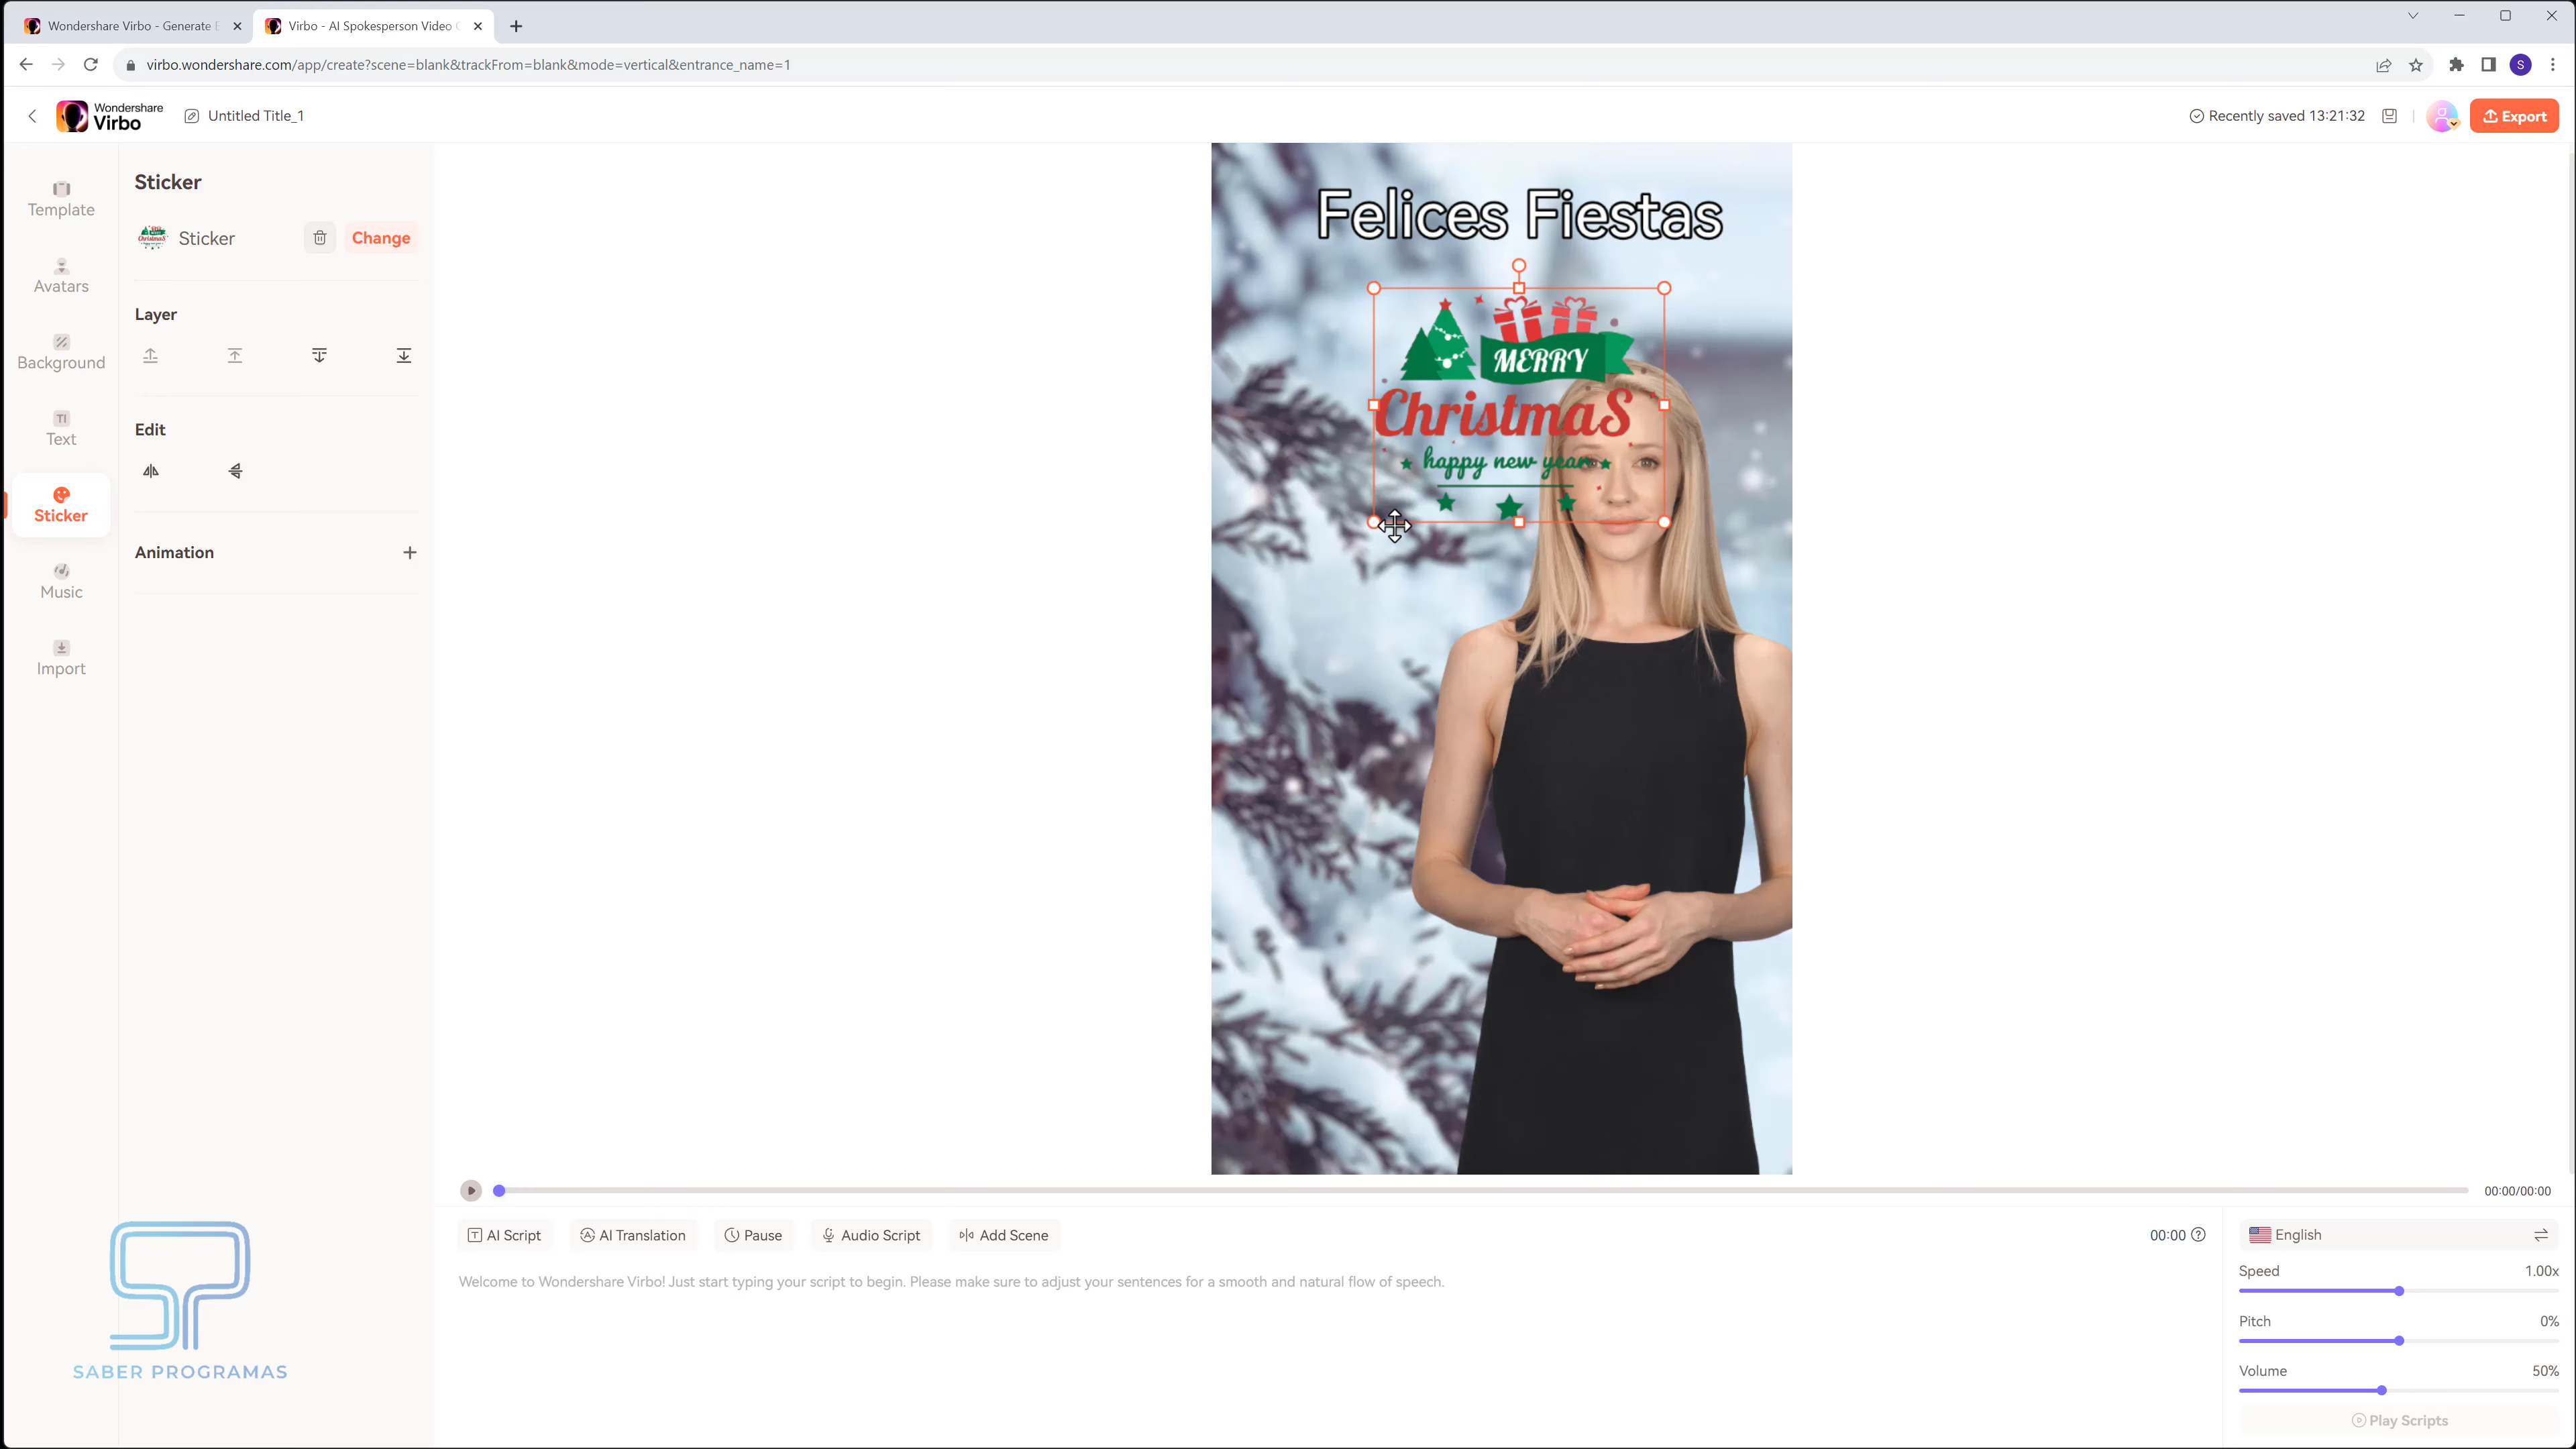 Wondershare Virbo - Generate
Virbo - AI Spokesperson Video
virbo.wondershare.com/app/create?scene=blank&trackFrom=blank&mode=vertical&entrance_name=1
S
Wondershare
Virbo
Untitled Title_1
Recently saved 13:21:32
Export
Template
Avatars
Background
Text
Sticker
Music
Import
Sticker
Sticker
Change
Layer
Edit
Animation
Felices Fiestas
MERRY
ChristmaS
happy new year
00:00/00:00
AI Script
AI Translation
Pause
Audio Script
Add Scene
00:00
Welcome to Wondershare Virbo! Just start typing your script to begin. Please make sure to adjust your sentences for a smooth and natural flow of speech.
English
Speed 1.00x
Pitch 0%
Volume 50%
Play Scripts
SABER PROGRAMAS